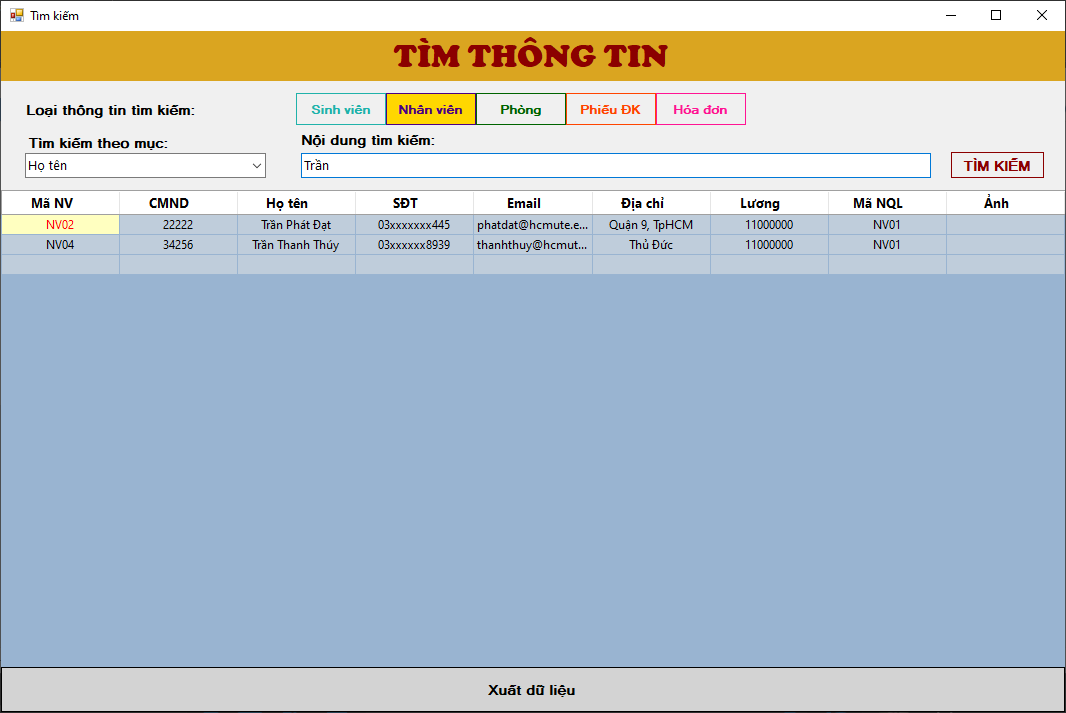 Tìm kiếm
TÌM THÔNG TIN
Loại thông tin tìm kiếm:
Sinh viên Nhân viên Phòng Phiếu ĐK Hóa đơn
Tìm kiếm theo mục: Nội dung tìm kiếm:
Họ tên Trần TÌM KIẾM
Mã NV CMND Họ tên SĐT Email Địa chỉ Lương Mã NQL Ảnh
NV02 22222 Trần Phát Đạt 03xxxxxxx445 phatdat@hcmute.e... Quận 9, TpHCM 11000000 NV01
NV04 34256 Trần Thanh Thúy 03xxxxxx8939 thanhthuy@hcmut... Thủ Đức 11000000 NV01
Xuất dữ liệu